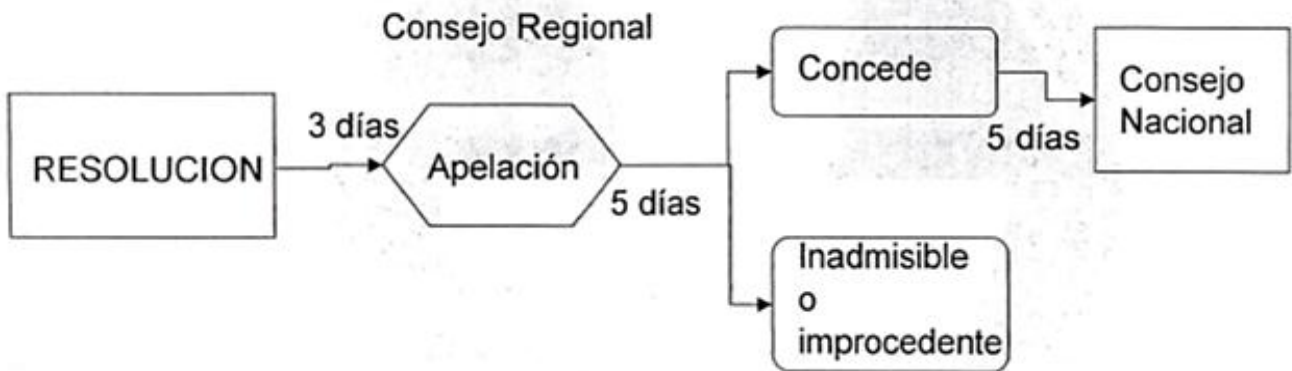 Consejo Regional
RESOLUCION
3 días
Apelación
5 días
Concede
5 días
Consejo
Nacional
Inadmisible
o
improcedente